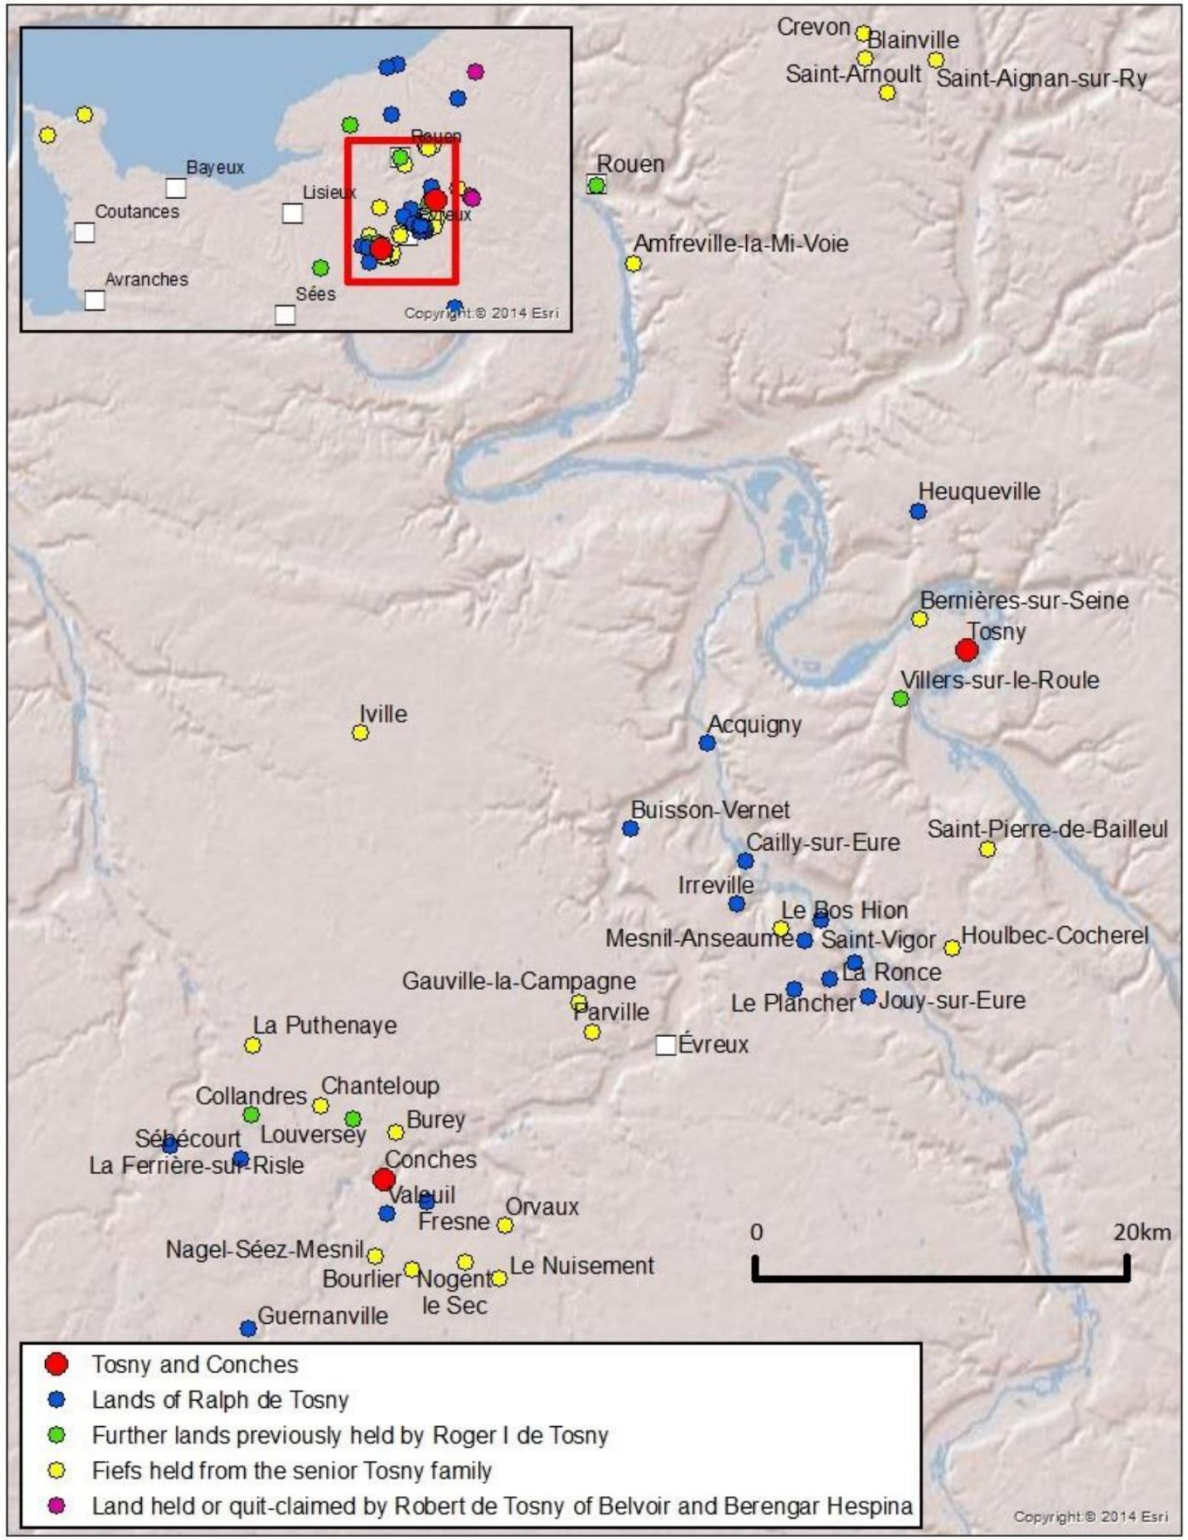 Crevon
Blainville
Saint-Arnoult
Saint-Aignan-sur-Ry
Rouen
Bayeux
Lisieux
Coutances
Évreux
Avranches
Sées
Copyright:© 2014 Esri
Rouen
Amfreville-la-Mi-Voie
Heuqueville
Bernières-sur-Seine
Tosny
Villers-sur-le-Roule
Iville
Acquigny
Buisson-Vernet
Cailly-sur-Eure
Saint-Pierre-de-Bailleul
Irreville
Le Bos Hion
Mesnil-Anseaume
Saint-Vigor
Houlbec-Cocherel
La Ronce
Gauville-la-Campagne
Le Plancher
Jouy-sur-Eure
Parville
La Puthenaye
Évreux
Chanteloup
Collandres
Burey
Sébécourt
Louversey
La Ferrière-sur-Risle
Conches
Valeuil
Orvaux
Fresne
0
20km
Nagel-Séez-Mesnil
Le Nuisement
Bourlier
Nogent
le Sec
Guernanville
Tosny and Conches
Lands of Ralph de Tosny
Further lands previously held by Roger I de Tosny
Fiefs held from the senior Tosny family
Land held or quit-claimed by Robert de Tosny of Belvoir and Berengar Hespina
Copyright:© 2014 Esri